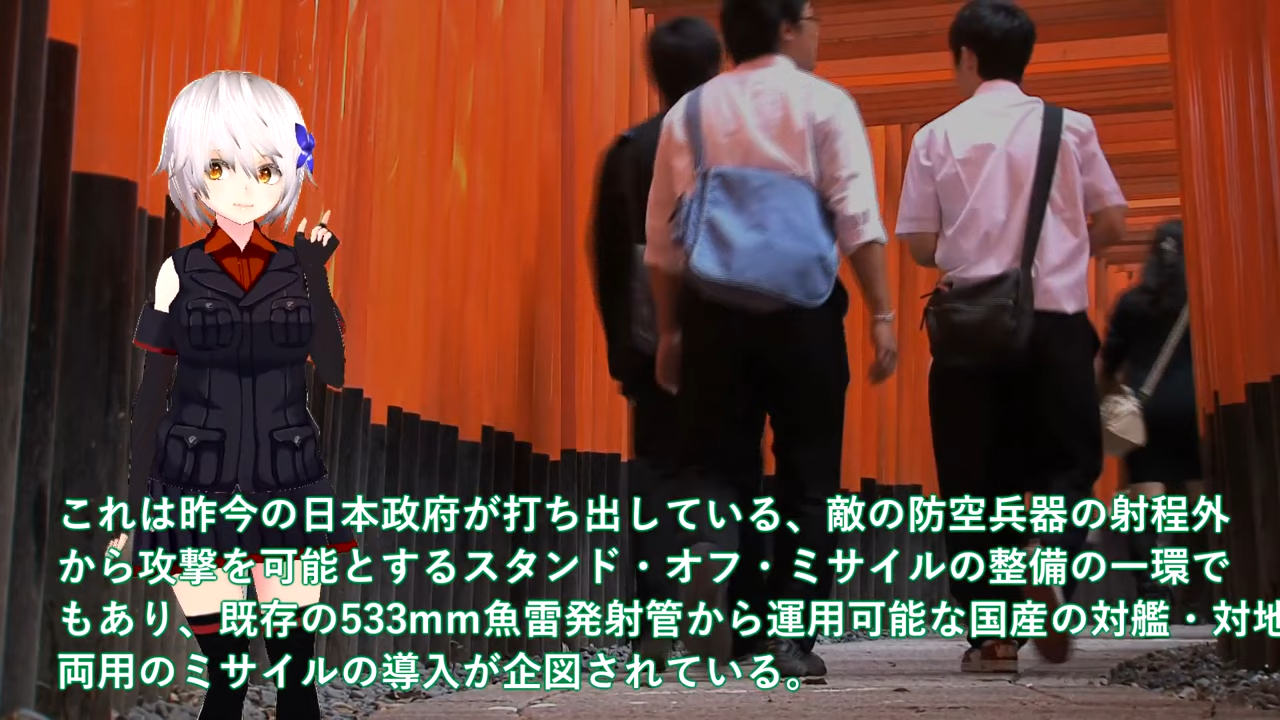 これは昨今の日本政府が打ち出している、敵の防空兵器の射程外
から攻撃を可能とするスタンド・オフ・ミサイルの整備の一環で
もあり、既存の533mm魚雷発射管から運用可能な国産の対艦・対地
両用のミサイルの導入が企図されている。